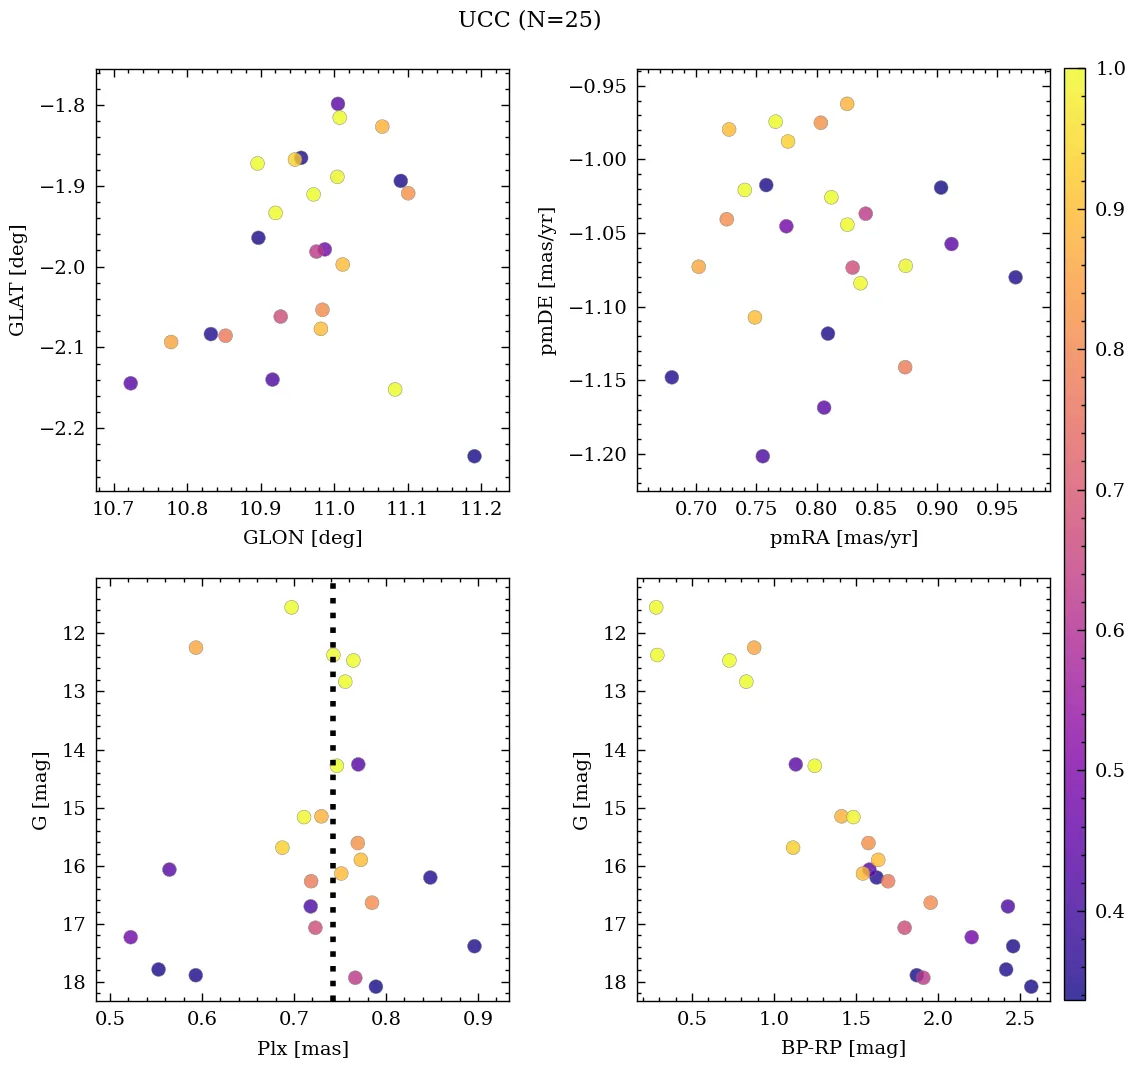 UCC (N=25)
−1.8
−1.9
−2.0
−2.1
−2.2
GLAT [deg]
10.7 10.8 10.9 11.0 11.1 11.2
GLON [deg]
−0.95
−1.00
−1.05
−1.10
−1.15
−1.20
pmDE [mas/yr]
0.70 0.75 0.80 0.85 0.90 0.95
pmRA [mas/yr]
12
13
14
15
16
17
18
G [mag]
0.5 0.6 0.7 0.8 0.9
Plx [mas]
12
13
14
15
16
17
18
G [mag]
0.5 1.0 1.5 2.0 2.5
BP-RP [mag]
1.0
0.9
0.8
0.7
0.6
0.5
0.4